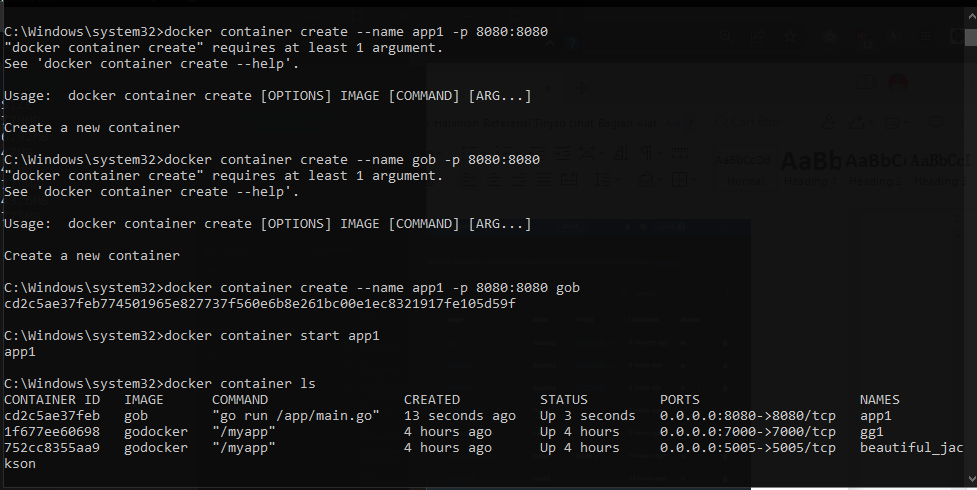 C:\Windows\system32>docker container create --name app1 -p 8080:8080
"docker container create" requires at least 1 argument.
See 'docker container create --help'.
Usage:  docker container create [OPTIONS] IMAGE [COMMAND] [ARG...]
Create a new container
C:\Windows\system32>docker container create --name gob -p 8080:8080
"docker container create" requires at least 1 argument.
See 'docker container create --help'.
Usage:  docker container create [OPTIONS] IMAGE [COMMAND] [ARG...]
Create a new container
C:\Windows\system32>docker container create --name app1 -p 8080:8080 gob
cd2c5ae37feb774501965e827737f560e6b8e261bc00e1ec8321917fe105d59f
C:\Windows\system32>docker container start app1
app1
C:\Windows\system32>docker container ls
CONTAINER ID   IMAGE      COMMAND                CREATED          STATUS         PORTS                    NAMES
cd2c5ae37feb   gob        "go run /app/main.go"   13 seconds ago   Up 3 seconds   0.0.0.0:8080->8080/tcp   app1
1f677ee60698   godocker   "/myapp"               4 hours ago      Up 4 hours     0.0.0.0:7000->7000/tcp   gg1
752cc8355aa9   godocker   "/myapp"               4 hours ago      Up 4 hours     0.0.0.0:5005->5005/tcp   beautiful_jac
kson